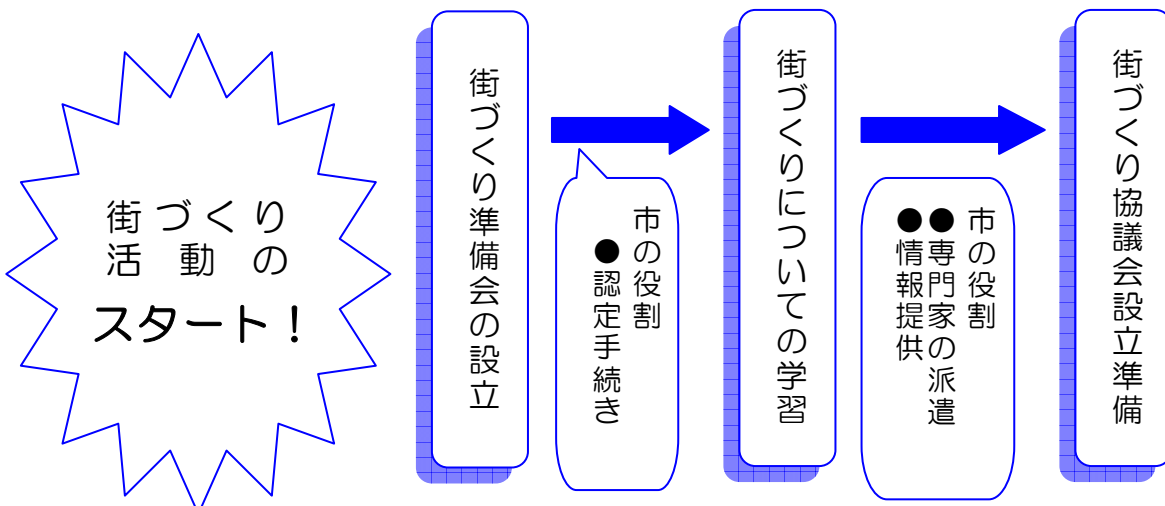 街づくり
活動の
スタート！
街づくり準備会の設立
市の役割
●認定手続き
街づくりについての学習
市の役割
●専門家の派遣
●情報提供
街づくり協議会設立準備